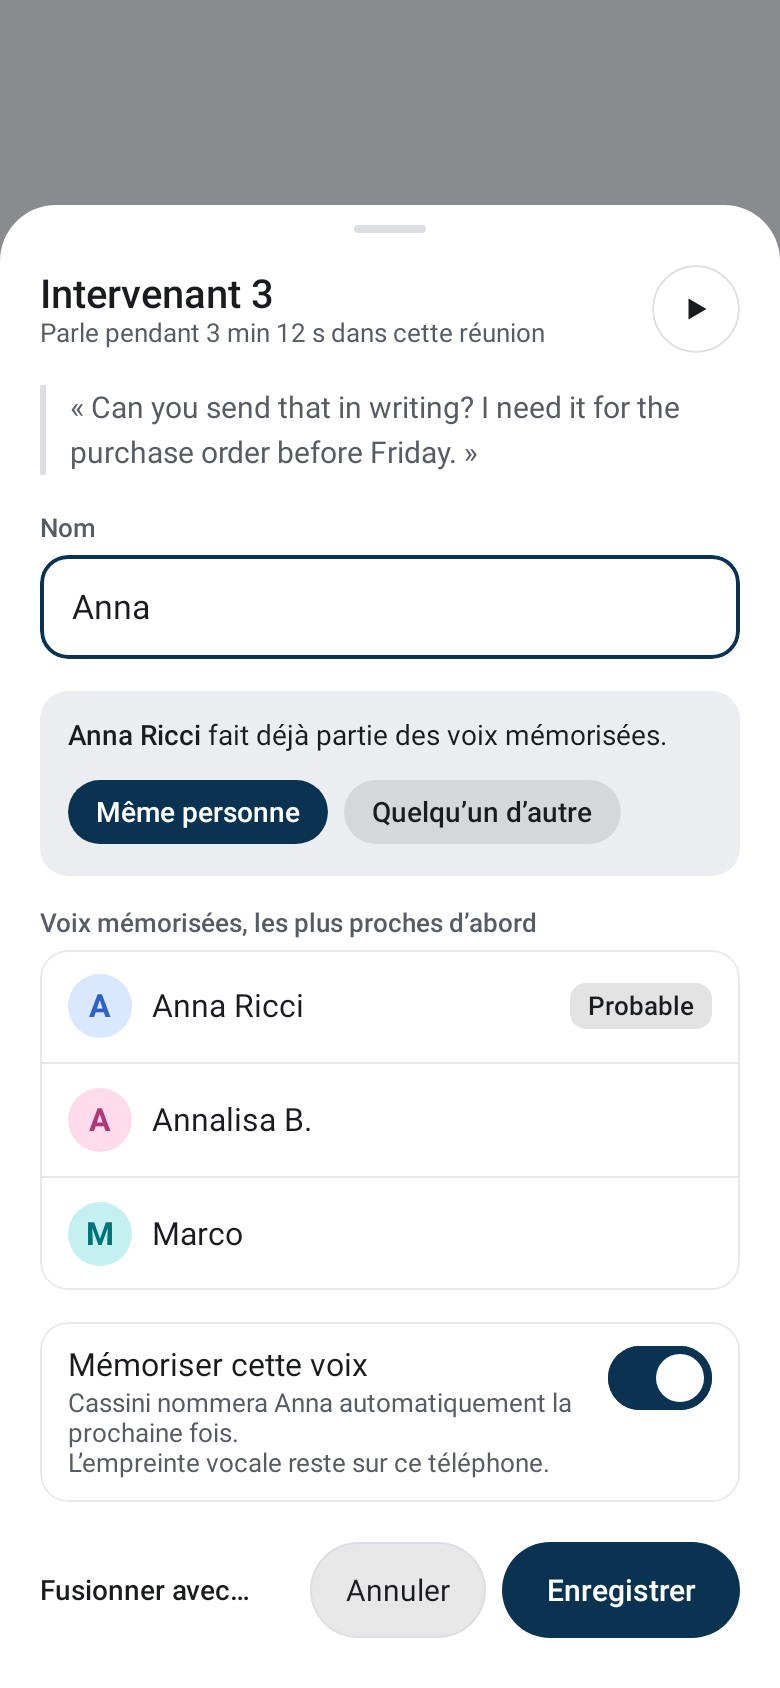 Intervenant 3
Parle pendant 3 min 12 s dans cette réunion
« Can you send that in writing? I need it for the
purchase order before Friday. »
Nom
Anna
Anna Ricci fait déjà partie des voix mémorisées.
Même personne
Quelqu’un d’autre
Voix mémorisées, les plus proches d’abord
A
Anna Ricci
Probable
A
Annalisa B.
M
Marco
Mémoriser cette voix
Cassini nommera Anna automatiquement la
prochaine fois.
L’empreinte vocale reste sur ce téléphone.
Fusionner avec…
Annuler
Enregistrer